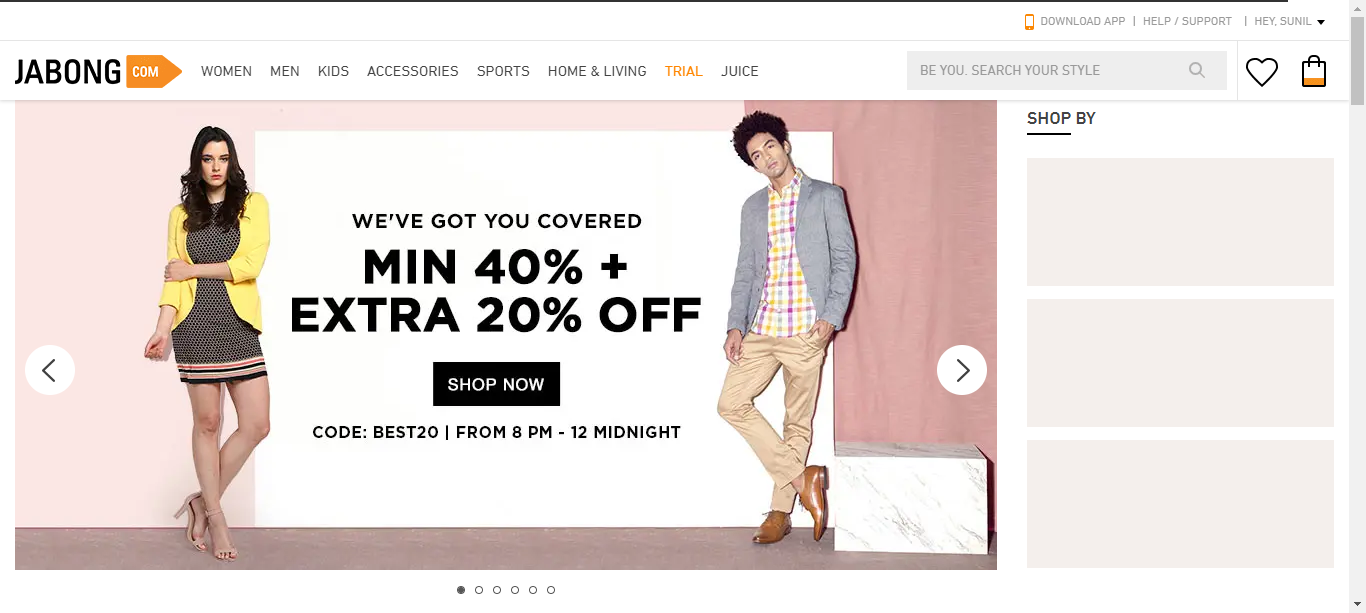 DOWNLOAD APP | HELP / SUPPORT | HEY, SUNIL
JABONG COM WOMEN MEN KIDS ACCESSORIES SPORTS HOME & LIVING TRIAL JUICE BE YOU. SEARCH YOUR STYLE
SHOP BY
WE'VE GOT YOU COVERED
MIN 40% +
EXTRA 20% OFF
SHOP NOW
CODE: BEST20 | FROM 8 PM - 12 MIDNIGHT